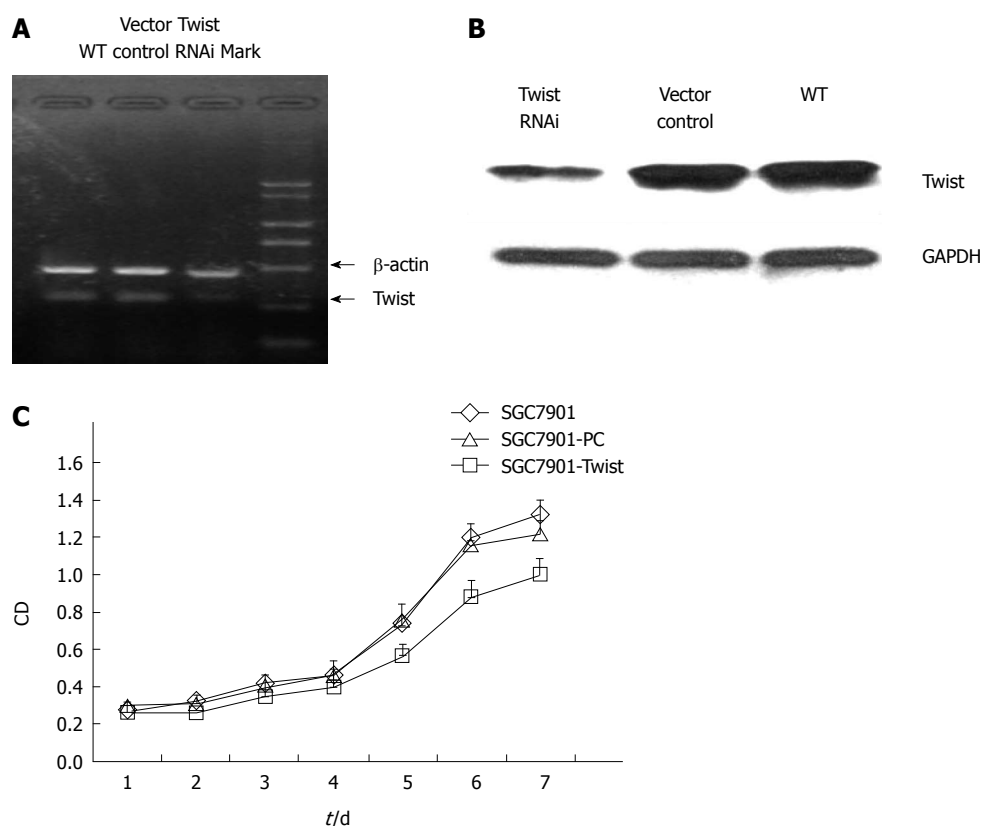 A
Vector Twist
WT control RNAi Mark
β-actin
Twist
B
Twist
RNAi
Vector
control
WT
Twist
GAPDH
C
SGC7901
SGC7901-PC
SGC7901-Twist
1.6
1.4
1.2
1.0
0.8
0.6
0.4
0.2
0.0
CD
1 2 3 4 5 6 7
t/d